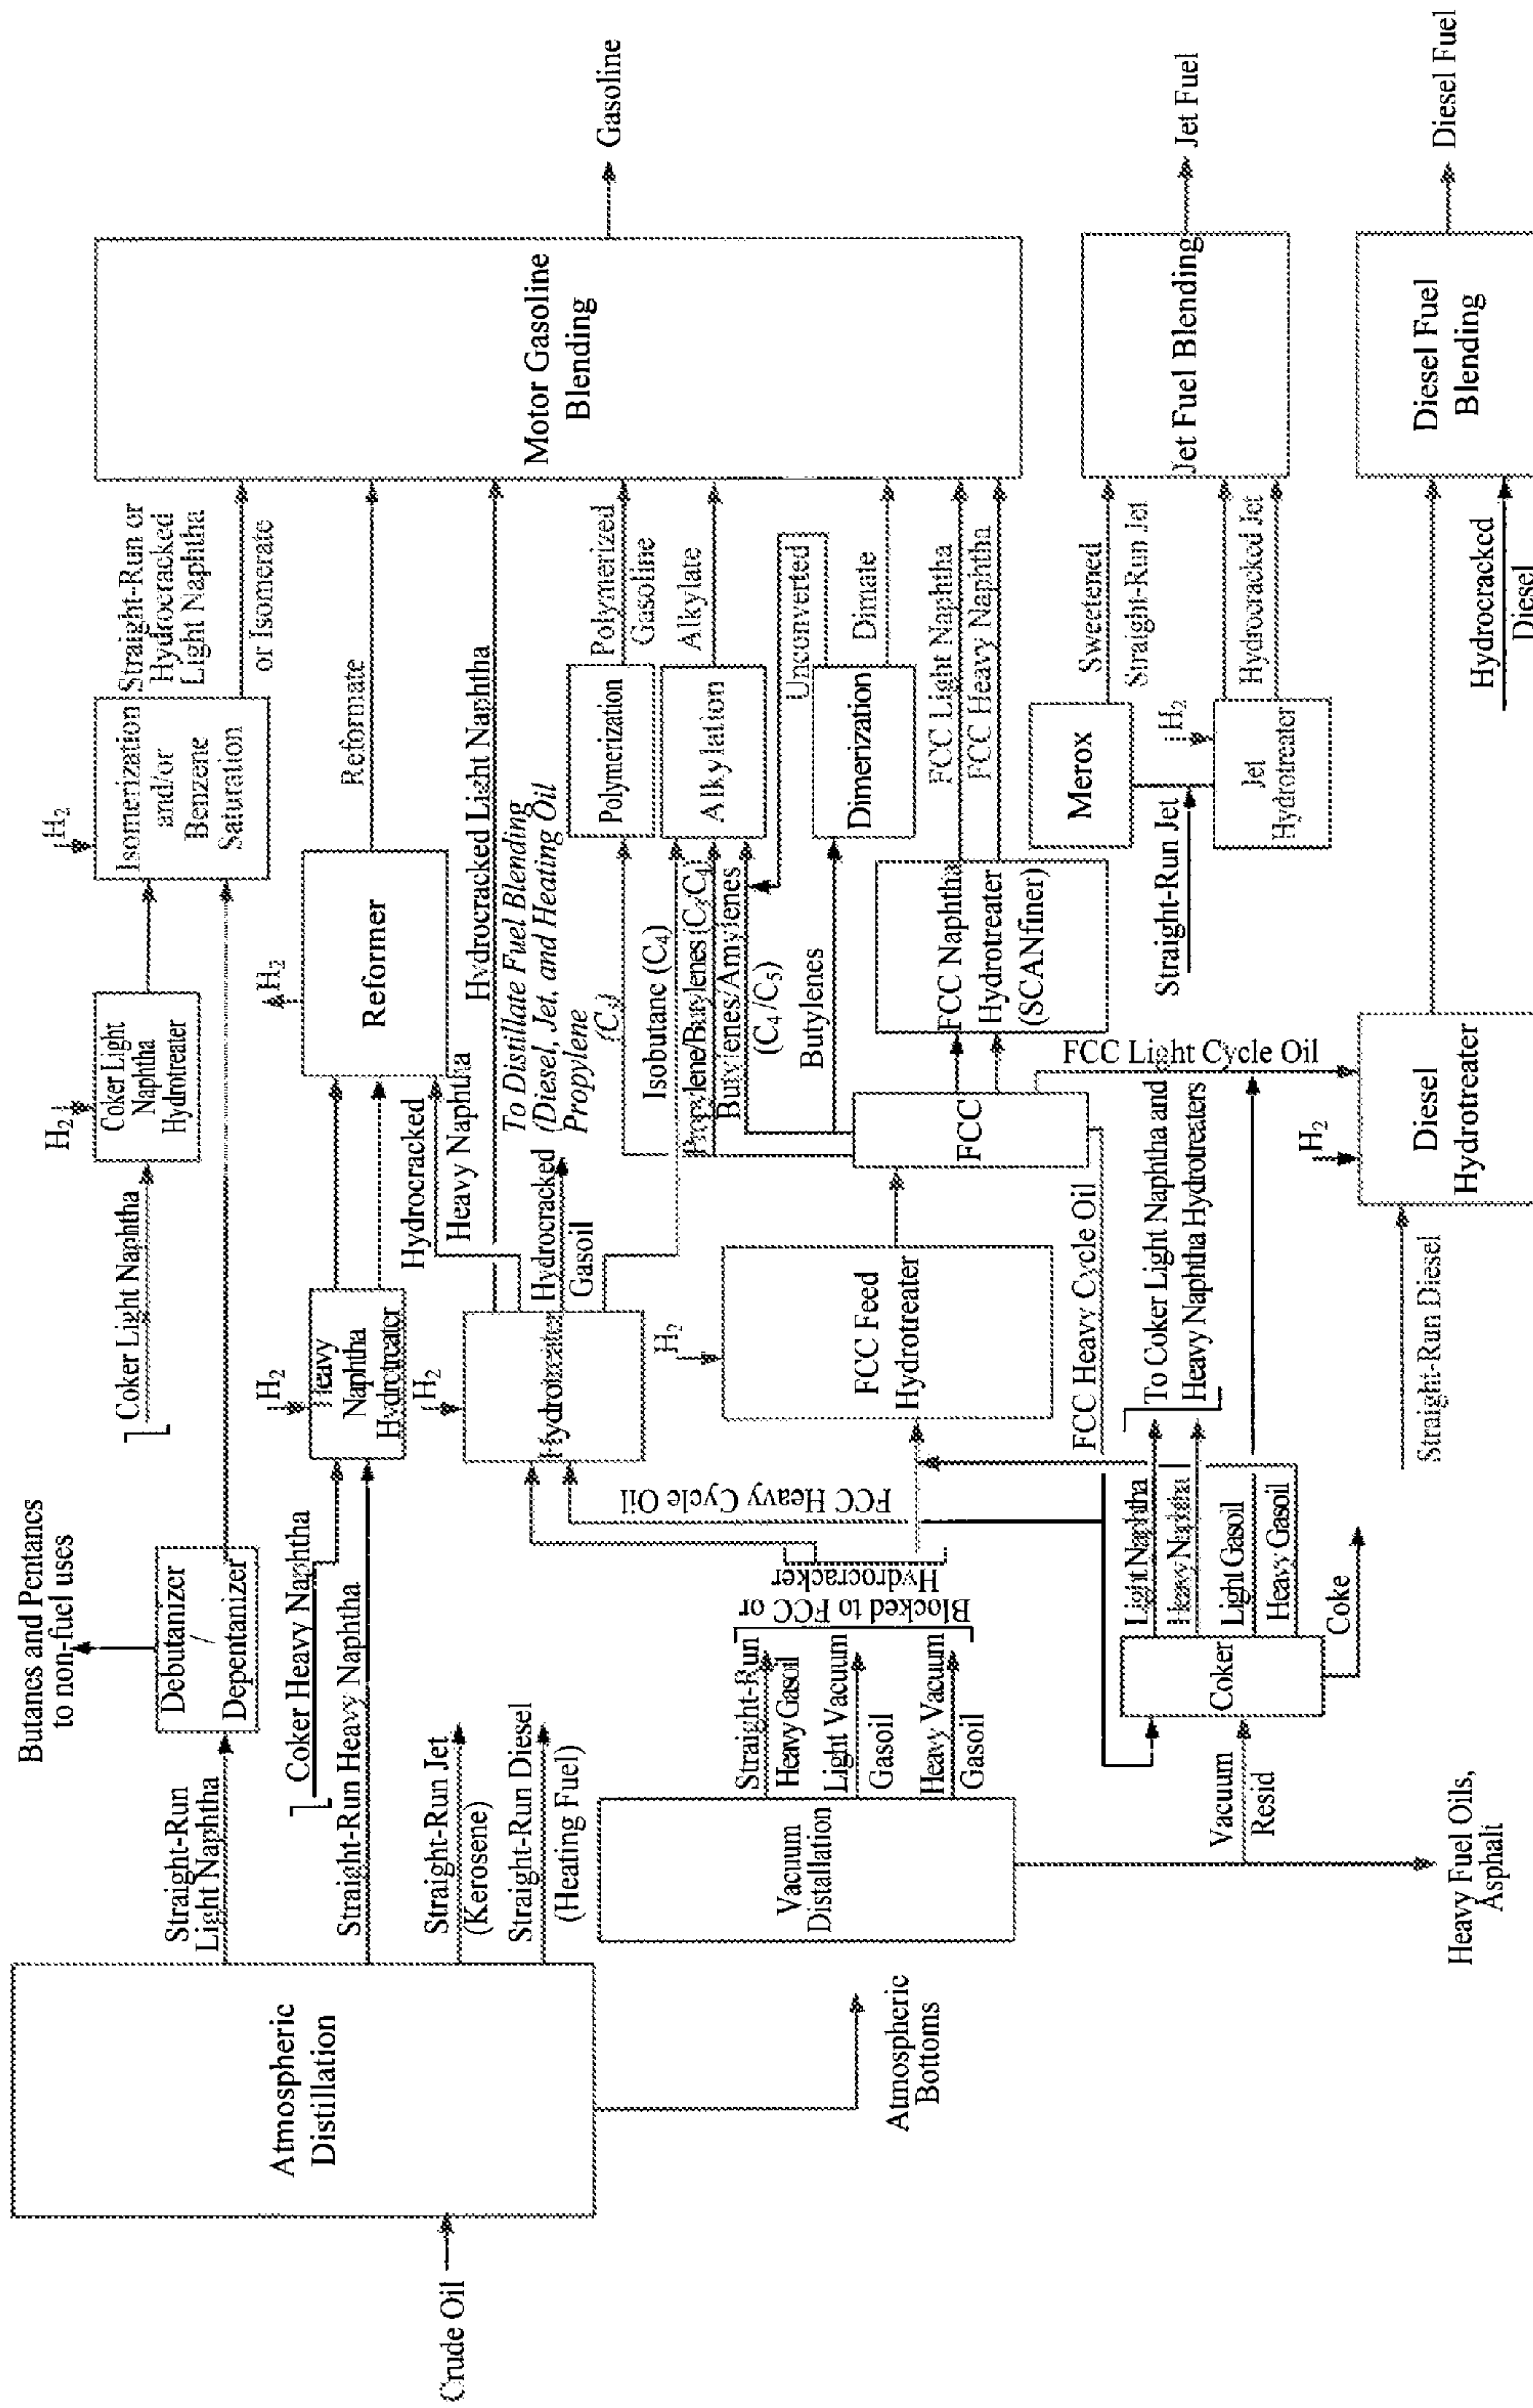 Crude Oil
Atmospheric
Distillation
Atmospheric
Bottoms
Straight-Run
Light Naphtha
Straight-Run Heavy Naphtha
Straight-Run Jet
(Kerosene)
Straight-Run Diesel
(Heating Fuel)
Butanes and Pentanes
to non-fuel uses
Debutanizer
/
Depentanizer
Coker Heavy Naphtha
Vacuum
Distallation
Straight-Run
Heavy Gasoil
Light Vacuum
Gasoil
Heavy Vacuum
Gasoil
Blocked to FCC or
Hydrocracker
Vacuum
Resid
Heavy Fuel Oils,
Asphalt
Coker
Light Naphtha
Heavy Naphtha
Light Gasoil
Heavy Gasoil
Coke
To Coker Light Naphtha and
Heavy Naphtha Hydrotreaters
FCC Heavy Cycle Oil
FCC Heavy Cycle Oil
Coker Light Naphtha
H2
Coker Light
Naphtha
Hydrotreater
H2
Heavy
Naphtha
Hydrotreater
H2
Hydrotreater
Hydrocracked
Heavy Naphtha
Hydrocracked
Gasoil
Hydrocracked Light Naphtha
To Distillate Fuel Blending
(Diesel, Jet, and Heating Oil
Propylene
(C3)
Isobutane (C4)
Propylene/Butylenes (C3/C4)
Butylenes/Amylenes
(C4/C5)
Butylenes
H2
FCC Feed
Hydrotreater
FCC
FCC Light Cycle Oil
FCC Naphtha
Hydrotreater
(SCANfiner)
H2
Reformer
Reformate
H2
Isomerization
and/or
Benzene
Saturation
Straight-Run or
Hydrocracked
Light Naphtha
or Isomerate
Polymerization
Polymerized
Gasoline
Alkylation
Alkylate
Unconverted
Dimerization
Dimate
FCC Light Naphtha
FCC Heavy Naphtha
Straight-Run Jet
Merox
Sweetened
Straight-Run Jet
H2
Jet
Hydrotreater
Hydrocracked Jet
Straight-Run Diesel
H2
Diesel
Hydrotreater
Hydrocracked
Diesel
Motor Gasoline
Blending
Gasoline
Jet Fuel Blending
Jet Fuel
Diesel Fuel
Blending
Diesel Fuel